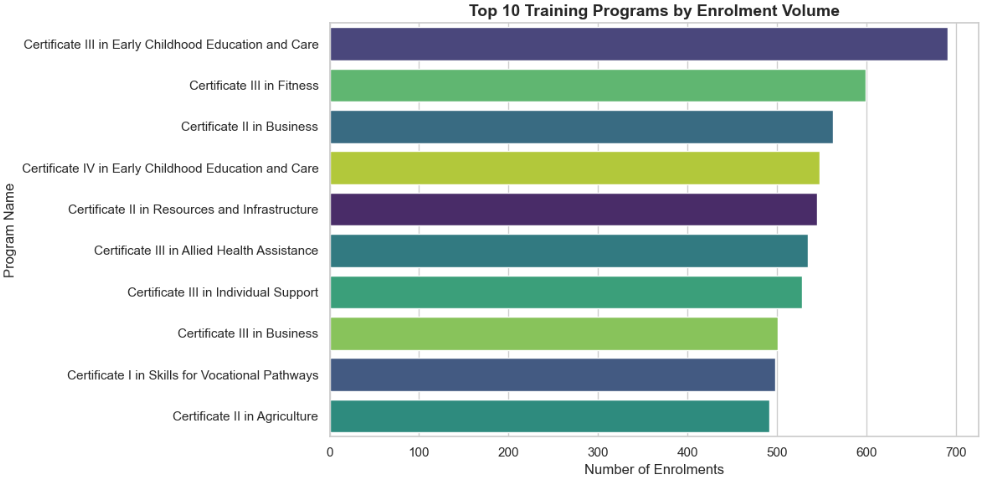 Top 10 Training Programs by Enrolment Volume
Program Name
Certificate III in Early Childhood Education and Care
Certificate III in Fitness
Certificate II in Business
Certificate IV in Early Childhood Education and Care
Certificate II in Resources and Infrastructure
Certificate III in Allied Health Assistance
Certificate III in Individual Support
Certificate III in Business
Certificate I in Skills for Vocational Pathways
Certificate II in Agriculture
0 100 200 300 400 500 600 700
Number of Enrolments